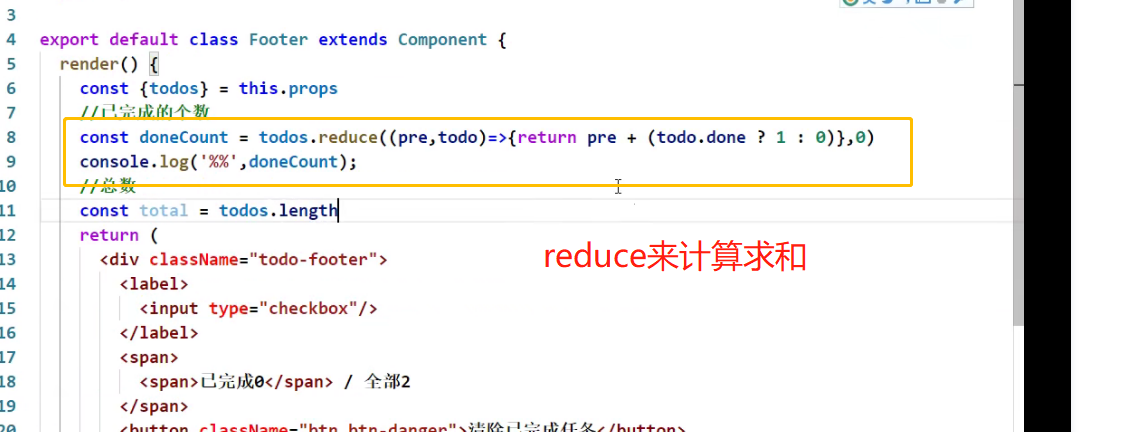 3
4 export default class Footer extends Component {
5 render() {
6 const {todos} = this.props
7 //已完成的个数
8 const doneCount = todos.reduce((pre,todo)=>{return pre + (todo.done ? 1 : 0)},0)
9 console.log('%%',doneCount);
10 //总数
11 const total = todos.length
12 return (
reduce来计算求和
13 <div className="todo-footer">
14 <label>
15 <input type="checkbox"/>
16 </label>
17 <span>
18 <span>已完成0</span> / 全部2
19 </span>
20 <button className="btn btn-danger">清除已完成任务</button>